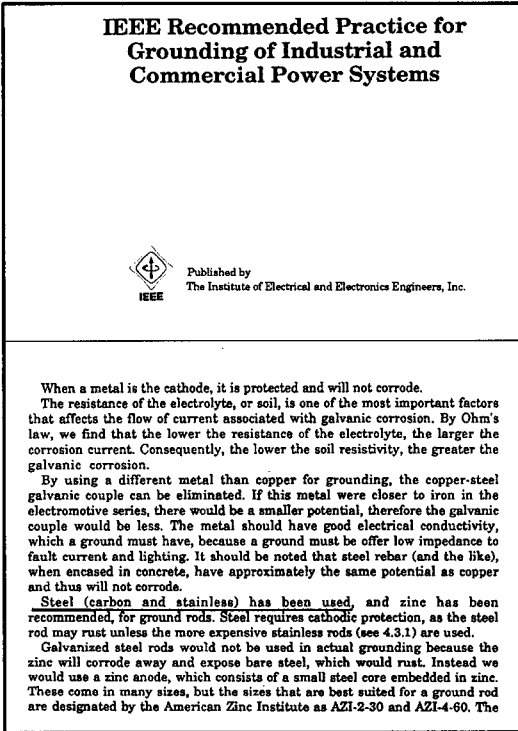 IEEE Recommended Practice for
Grounding of Industrial and
Commercial Power Systems
Published by
The Institute of Electrical and Electronics Engineers, Inc.
IEEE
When a metal is the cathode, it is protected and will not corrode.
The resistance of the electrolyte, or soil, is one of the most important factors
that affects the flow of current associated with galvanic corrosion. By Ohm's
law, we find that the lower the resistance of the electrolyte, the larger the
corrosion current. Consequently, the lower the soil resistivity, the greater the
galvanic corrosion.
By using a different metal than copper for grounding, the copper-steel
galvanic couple can be eliminated. If this metal were closer to iron in the
electromotive series, there would be a smaller potential, therefore the galvanic
couple would be less. The metal should have good electrical conductivity,
which a ground must have, because a ground must be offer low impedance to
fault current and lighting. It should be noted that steel rebar (and the like),
when encased in concrete, have approximately the same potential as copper
and thus will not corrode.
Steel (carbon and stainless) has been used, and zinc has been
recommended, for ground rods. Steel requires cathodic protection, as the steel
rod may rust unless the more expensive stainless rods (see 4.3.1) are used.
Galvanized steel rods would not be used in actual grounding because the
zinc will corrode away and expose bare steel, which would rust. Instead we
would use a zinc anode, which consists of a small steel core embedded in zinc.
These come in many sizes, but the sizes that are best suited for a ground rod
are designated by the American Zinc Institute as AZI-2-30 and AZI-4-60. The